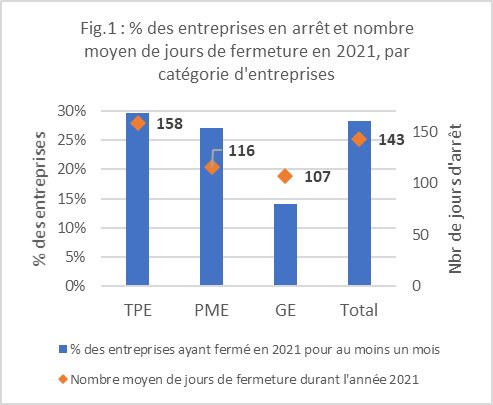 Fig.1 : % des entreprises en arrêt et nombre
moyen de jours de fermeture en 2021, par
catégorie d'entreprises
% des entreprises
30%
25%
20%
15%
10%
5%
0%
158
116
107
143
150
100
50
0
Nbr de jours d'arrêt
TPE PME GE Total
% des entreprises ayant fermé en 2021 pour au moins un mois
Nombre moyen de jours de fermeture durant l'année 2021